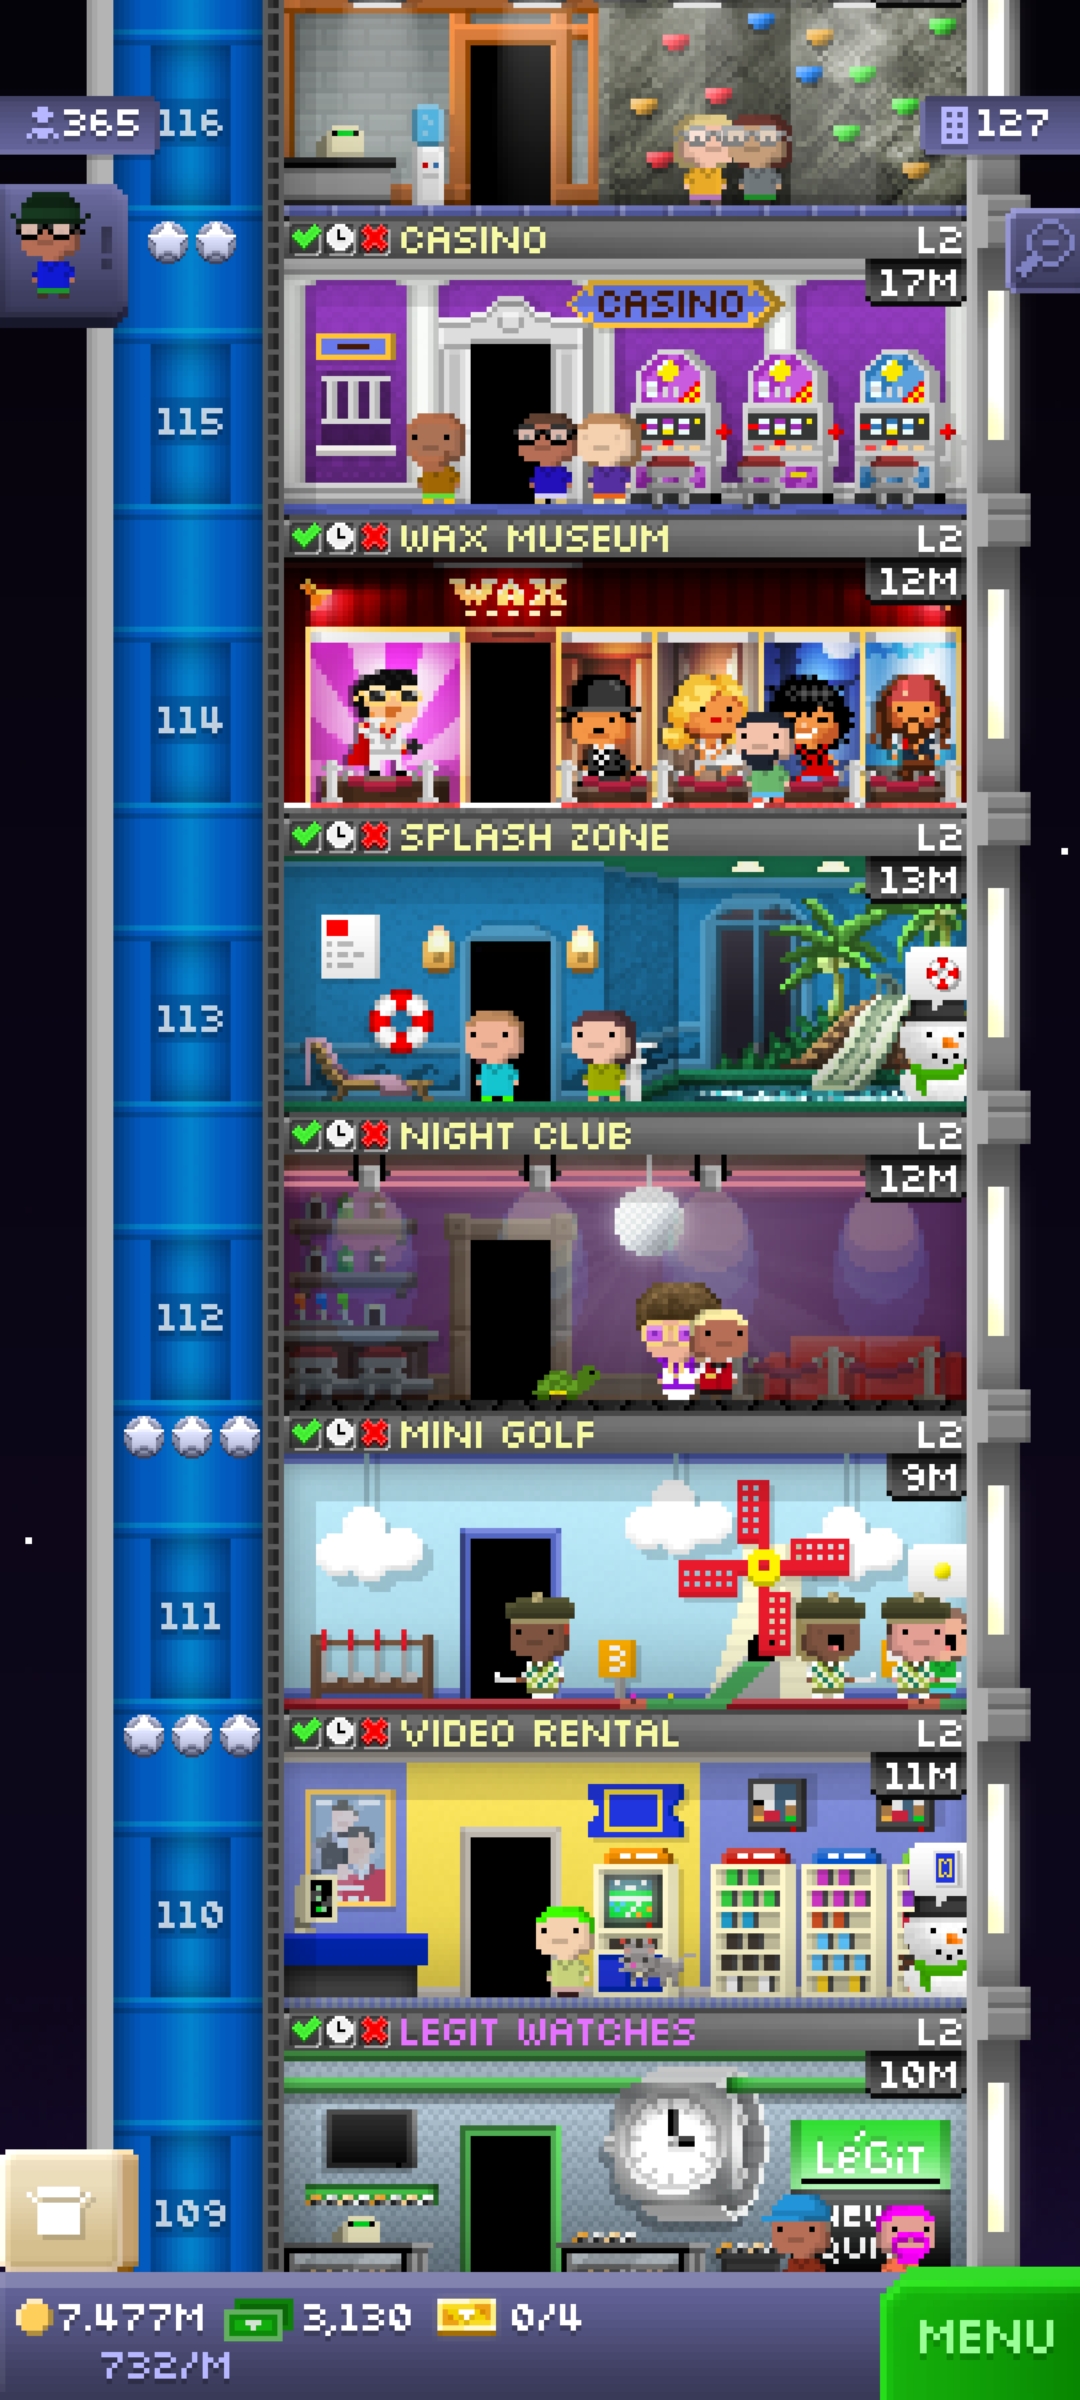 365
116
127
CASINO L2
17M
CASINO
115
WAX MUSEUM L2
12M
WAX
114
SPLASH ZONE L2
13M
113
NIGHT CLUB L2
12M
112
MINI GOLF L2
9M
3
111
VIDEO RENTAL L2
11M
110
LEGIT WATCHES L2
10M
LéGiT
109
7.477M 3,130 0/4
732/M
MENU